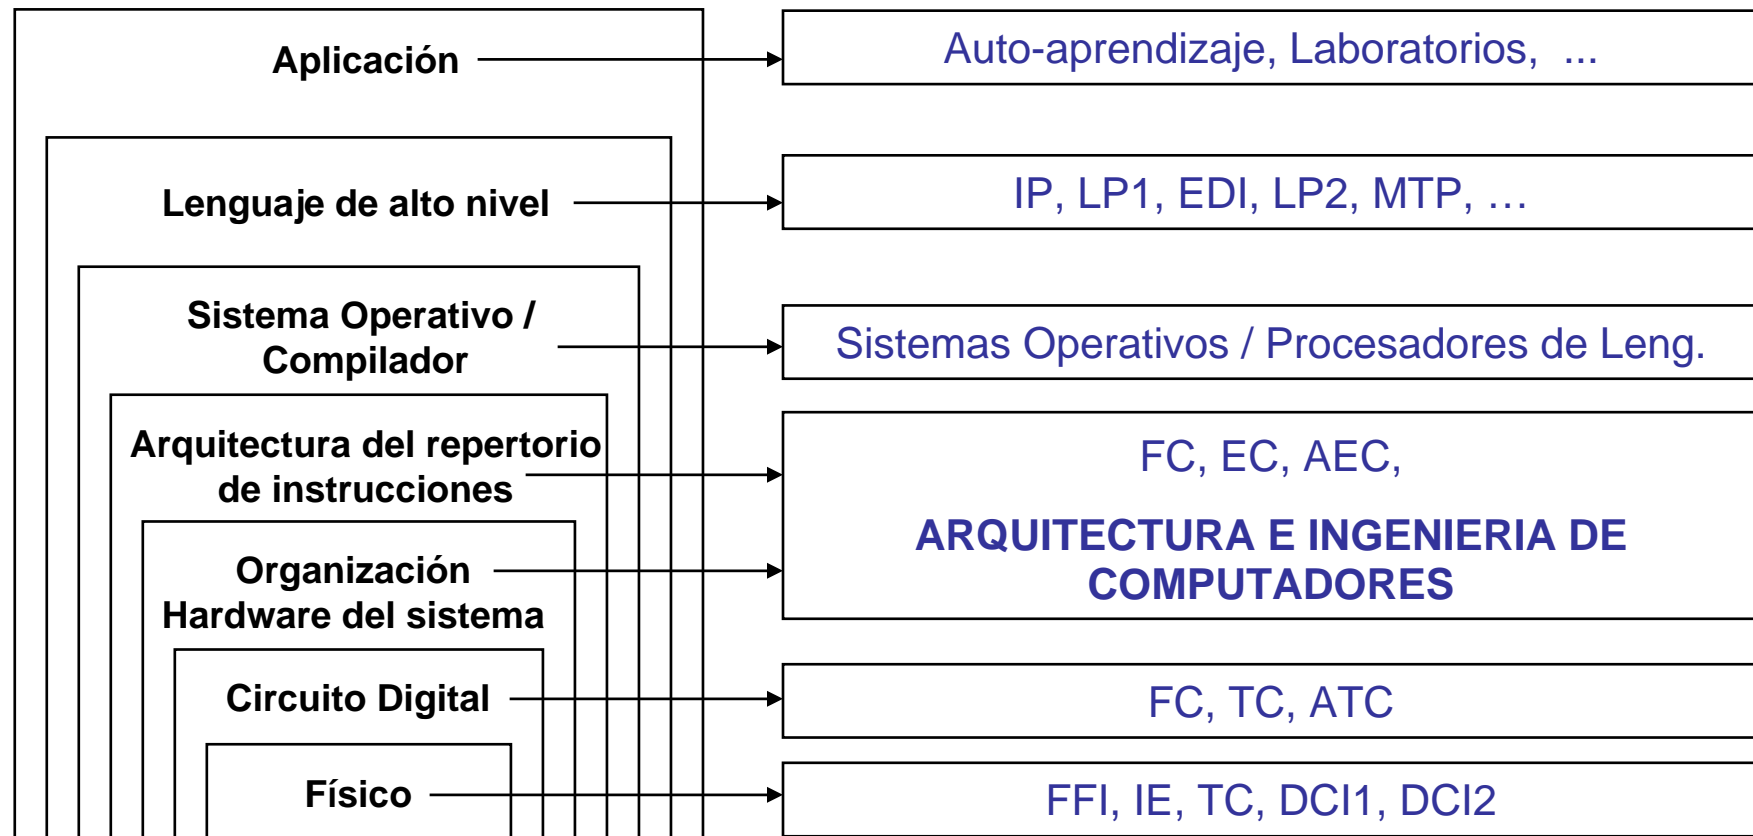 Aplicación
Auto-aprendizaje, Laboratorios, ...
Lenguaje de alto nivel
IP, LP1, EDI, LP2, MTP, …
Sistema Operativo /
Compilador
Sistemas Operativos / Procesadores de Leng.
Arquitectura del repertorio
de instrucciones
FC, EC, AEC,
ARQUITECTURA E INGENIERIA DE
COMPUTADORES
Organización
Hardware del sistema
Circuito Digital
FC, TC, ATC
Físico
FFI, IE, TC, DCI1, DCI2